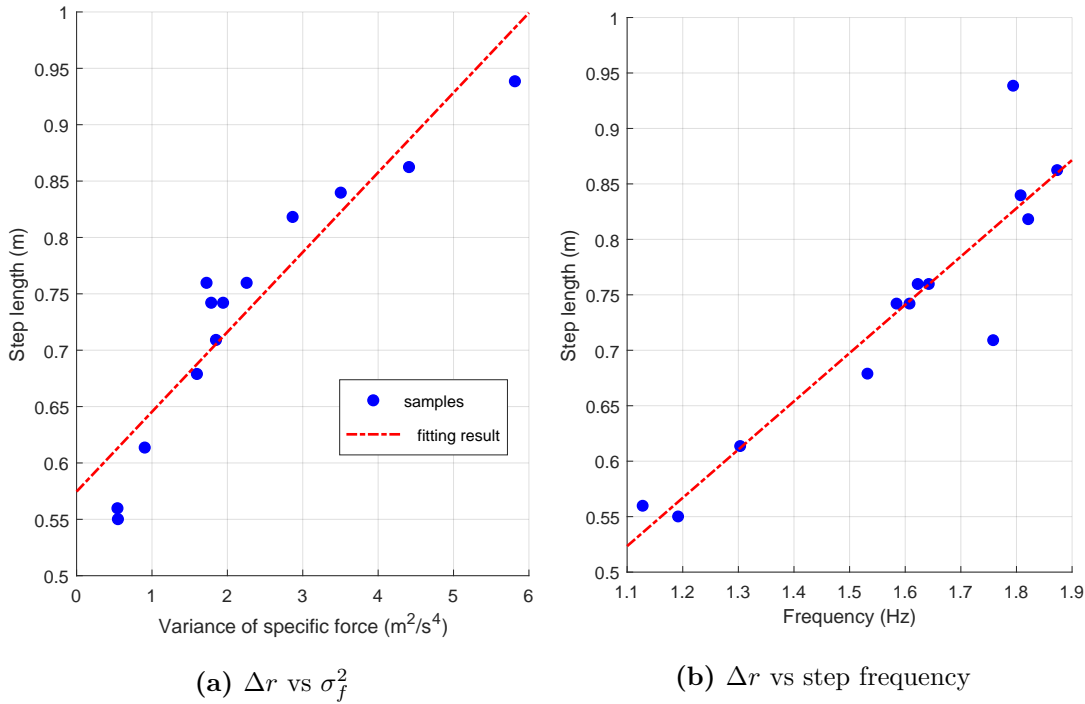 1
0.95
0.9
0.85
0.8
0.75
0.7
0.65
0.6
0.55
0.5
0 1 2 3 4 5 6
Step length (m)
Variance of specific force (m²/s⁴)
samples
fitting result
(a) Δr vs σ_f²
1
0.95
0.9
0.85
0.8
0.75
0.7
0.65
0.6
0.55
0.5
1.1 1.2 1.3 1.4 1.5 1.6 1.7 1.8 1.9
Step length (m)
Frequency (Hz)
(b) Δr vs step frequency